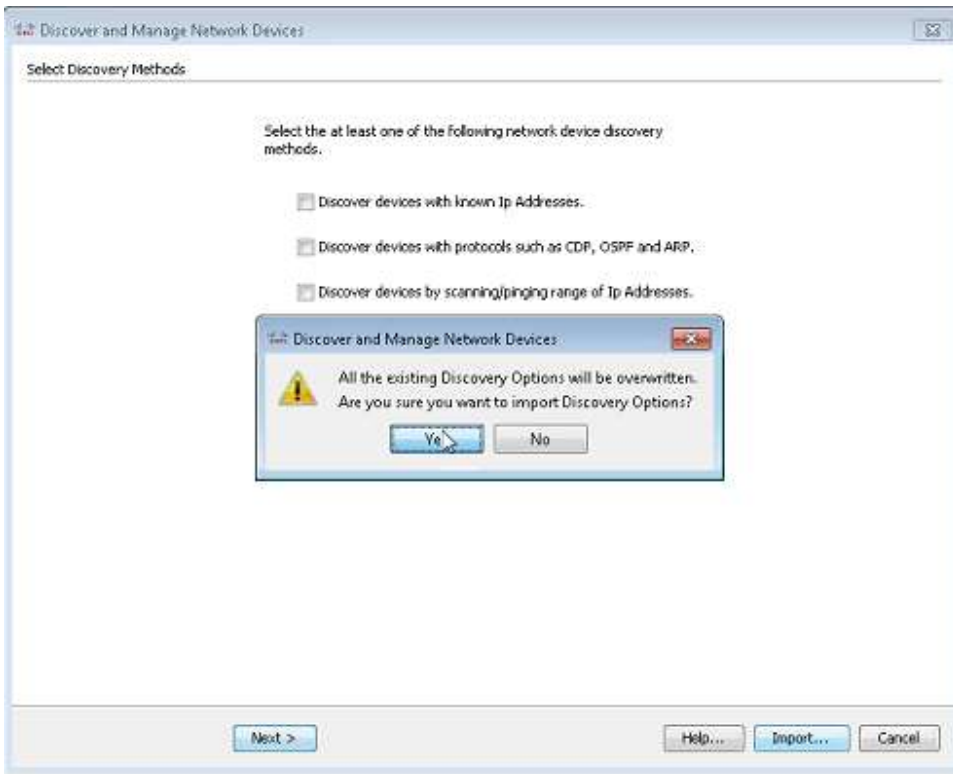 Discover and Manage Network Devices
Select Discovery Methods
Select the at least one of the following network device discovery
methods.
Discover devices with known Ip Addresses.
Discover devices with protocols such as CDP, OSPF and ARP.
Discover devices by scanning/pinging range of Ip Addresses.
Discover and Manage Network Devices
All the existing Discovery Options will be overwritten.
Are you sure you want to import Discovery Options?
Ye No
Next > Help... Import... Cancel